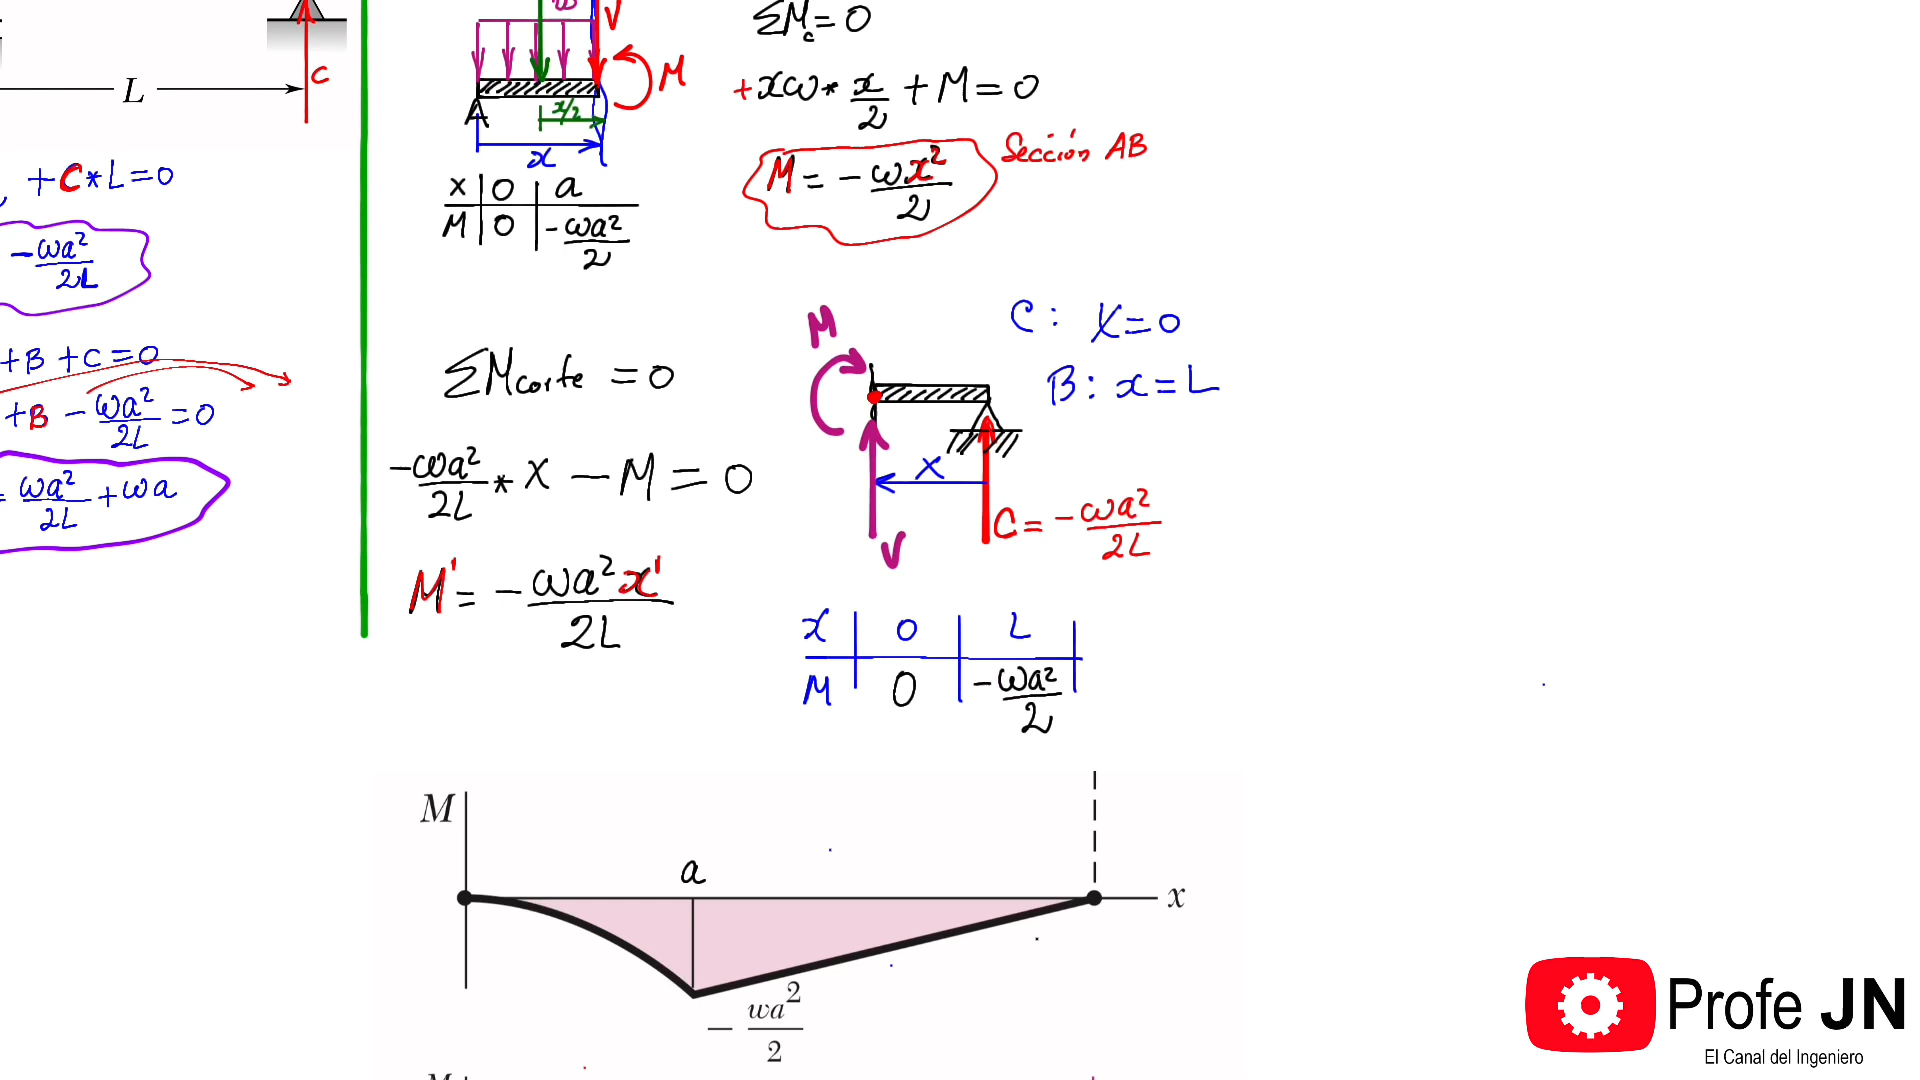 L
C
+C*L=0
-ωa²/2L
+B+C=0
+B-ωa²/2L=0
=ωa²/2L+ωa
V
M
A
x/2
x
x | 0 | a
M | 0 | -ωa²/2
ΣM_c=0
+xω*x/2+M=0
M=-ωx²/2
Sección AB
ΣMcorte=0
-ωa²/2L*x-M=0
M'=-ωa²x'/2L
M
x
V
C=-ωa²/2L
C: X=0
B: x=L
x | 0 | L
M | 0 | -ωa²/2
M
a
x
-wa²/2
Profe JN
El Canal del Ingeniero